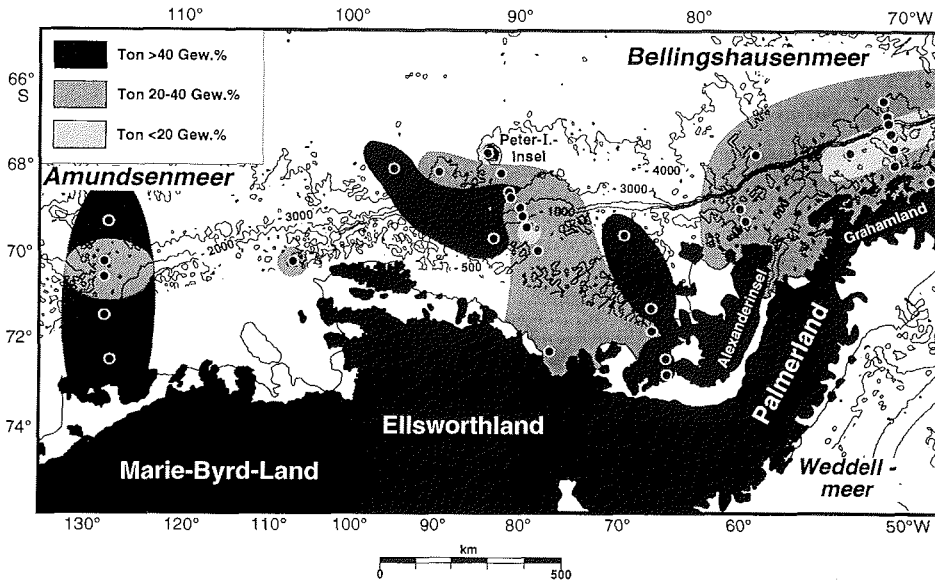 110°
100°
90°
80°
70°W
66°
S
68°
70°
72°
74°
Ton >40 Gew.%
Ton 20-40 Gew.%
Ton <20 Gew.%
Bellingshausenmeer
Amundsenmeer
Peter-I.-
Insel
4000
3000
3000
2000
1000
500
Grahamland
Alexanderinsel
Palmerland
Ellsworthland
Marie-Byrd-Land
Weddell -
meer
130°
120°
110°
100°
90°
80°
70°
60°
50°W
km
0
500